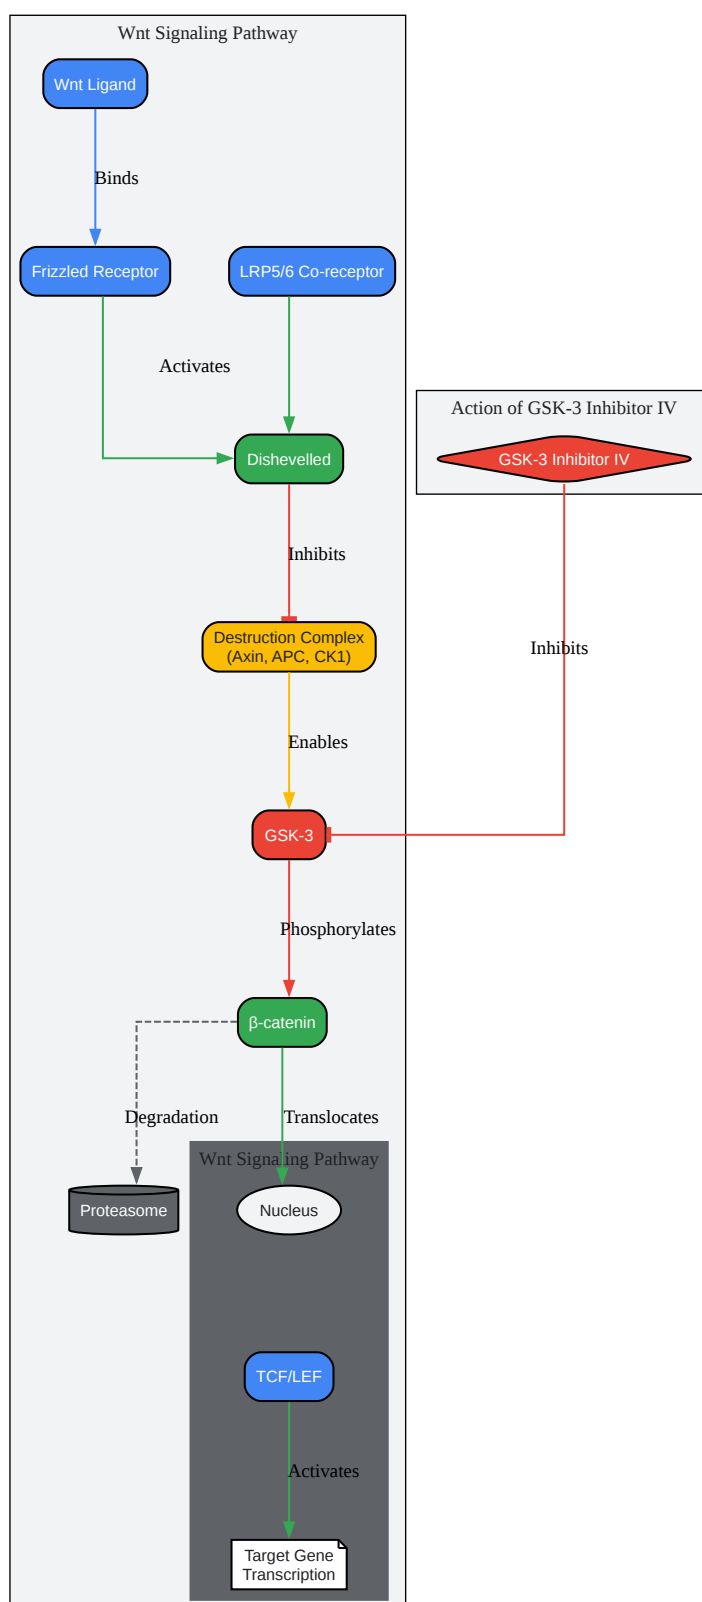 Wnt Signaling Pathway
Wnt Ligand
Binds
Frizzled Receptor
LRP5/6 Co-receptor
Activates
Action of GSK-3 Inhibitor IV
Dishevelled
GSK-3 Inhibitor IV
Inhibits
Destruction Complex
(Axin, APC, CK1)
Inhibits
Enables
GSK-3
Phosphorylates
β-catenin
Degradation
Translocates
Wnt Signaling Pathway
Proteasome
Nucleus
TCF/LEF
Activates
Target Gene
Transcription